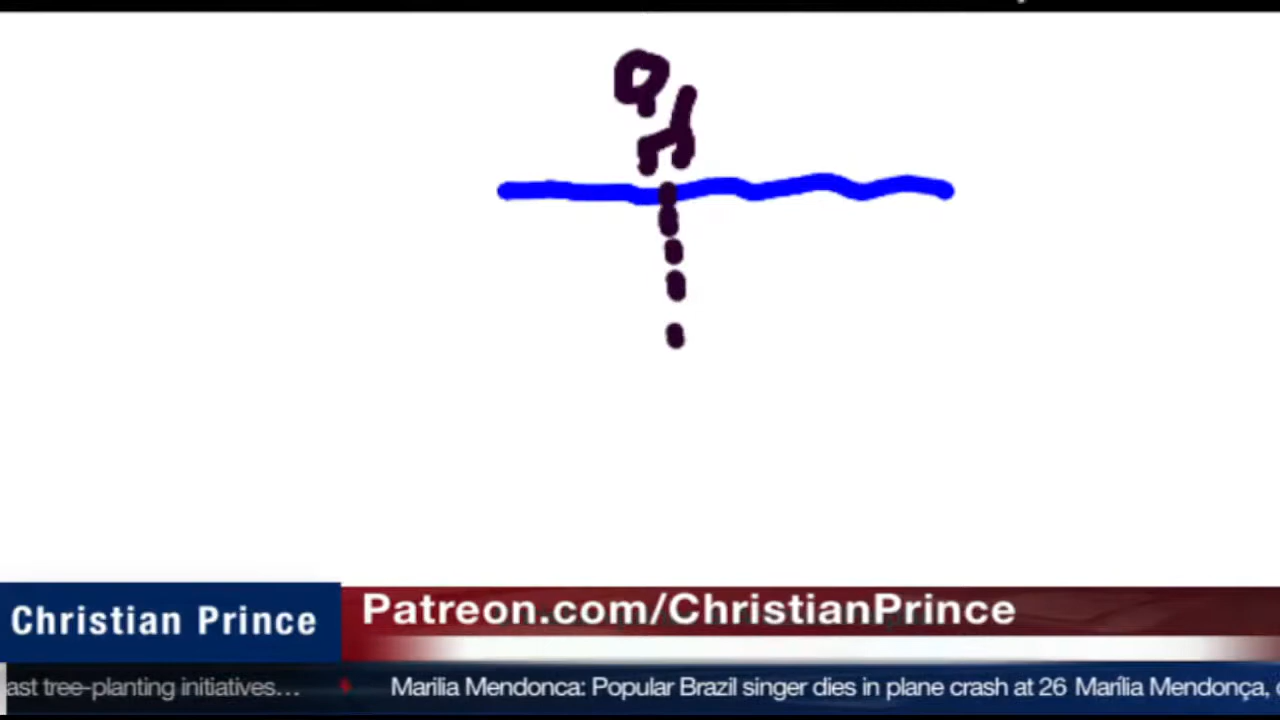 Christian Prince
Patreon.com/ChristianPrince
ast tree-planting initiatives... Marilia Mendonca: Popular Brazil singer dies in plane crash at 26 Marília Mendonça,